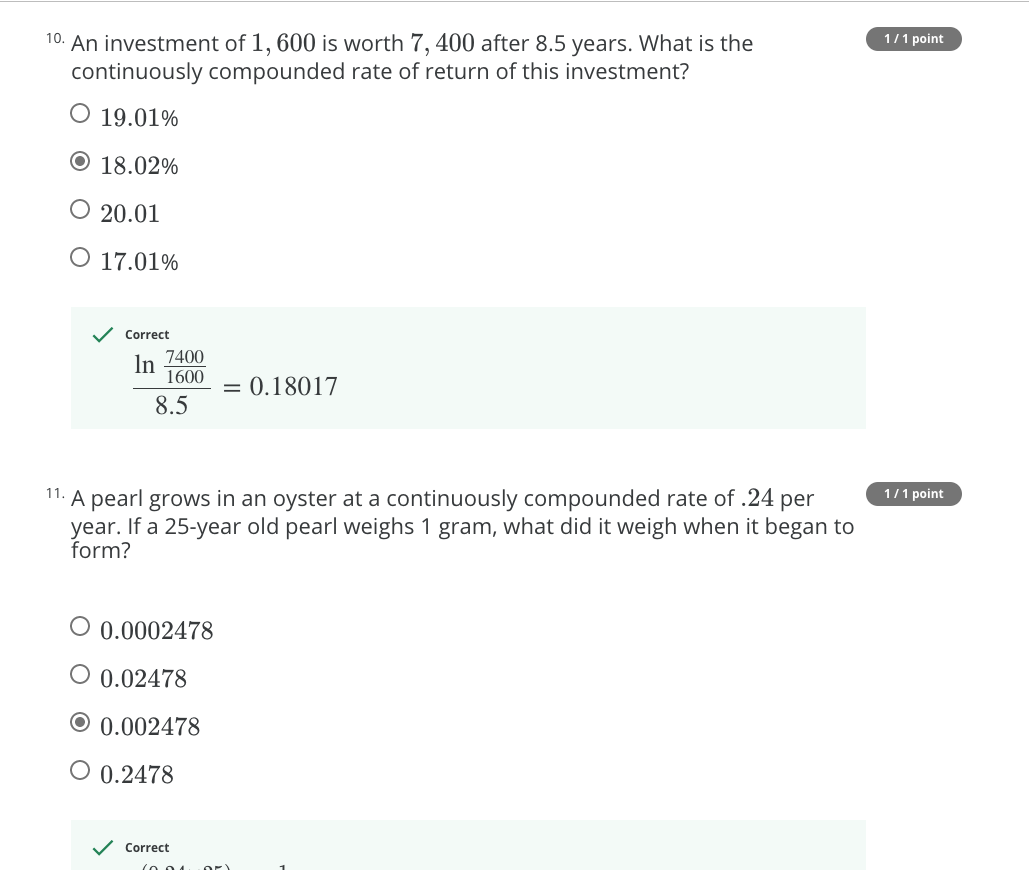 10. An investment of 1, 600 is worth 7, 400 after 8.5 years. What is the
1 / 1 point
continuously compounded rate of return of this investment?
19.01%
18.02%
20.01
17.01%
Correct
ln 7400/1600
/ 8.5 = 0.18017
11. A pearl grows in an oyster at a continuously compounded rate of .24 per
1 / 1 point
year. If a 25-year old pearl weighs 1 gram, what did it weigh when it began to
form?
0.0002478
0.02478
0.002478
0.2478
Correct